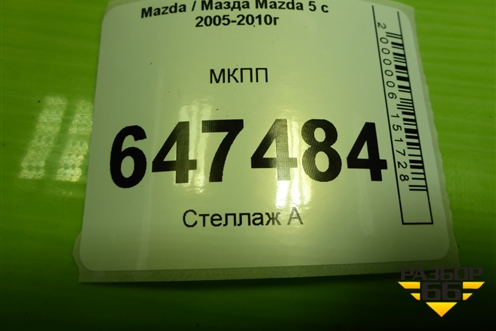 Mazda / Мазда Mazda 5 с
2005-2010г
МКПП
647484
Стеллаж А
2000006151728
РАЗБОР
66